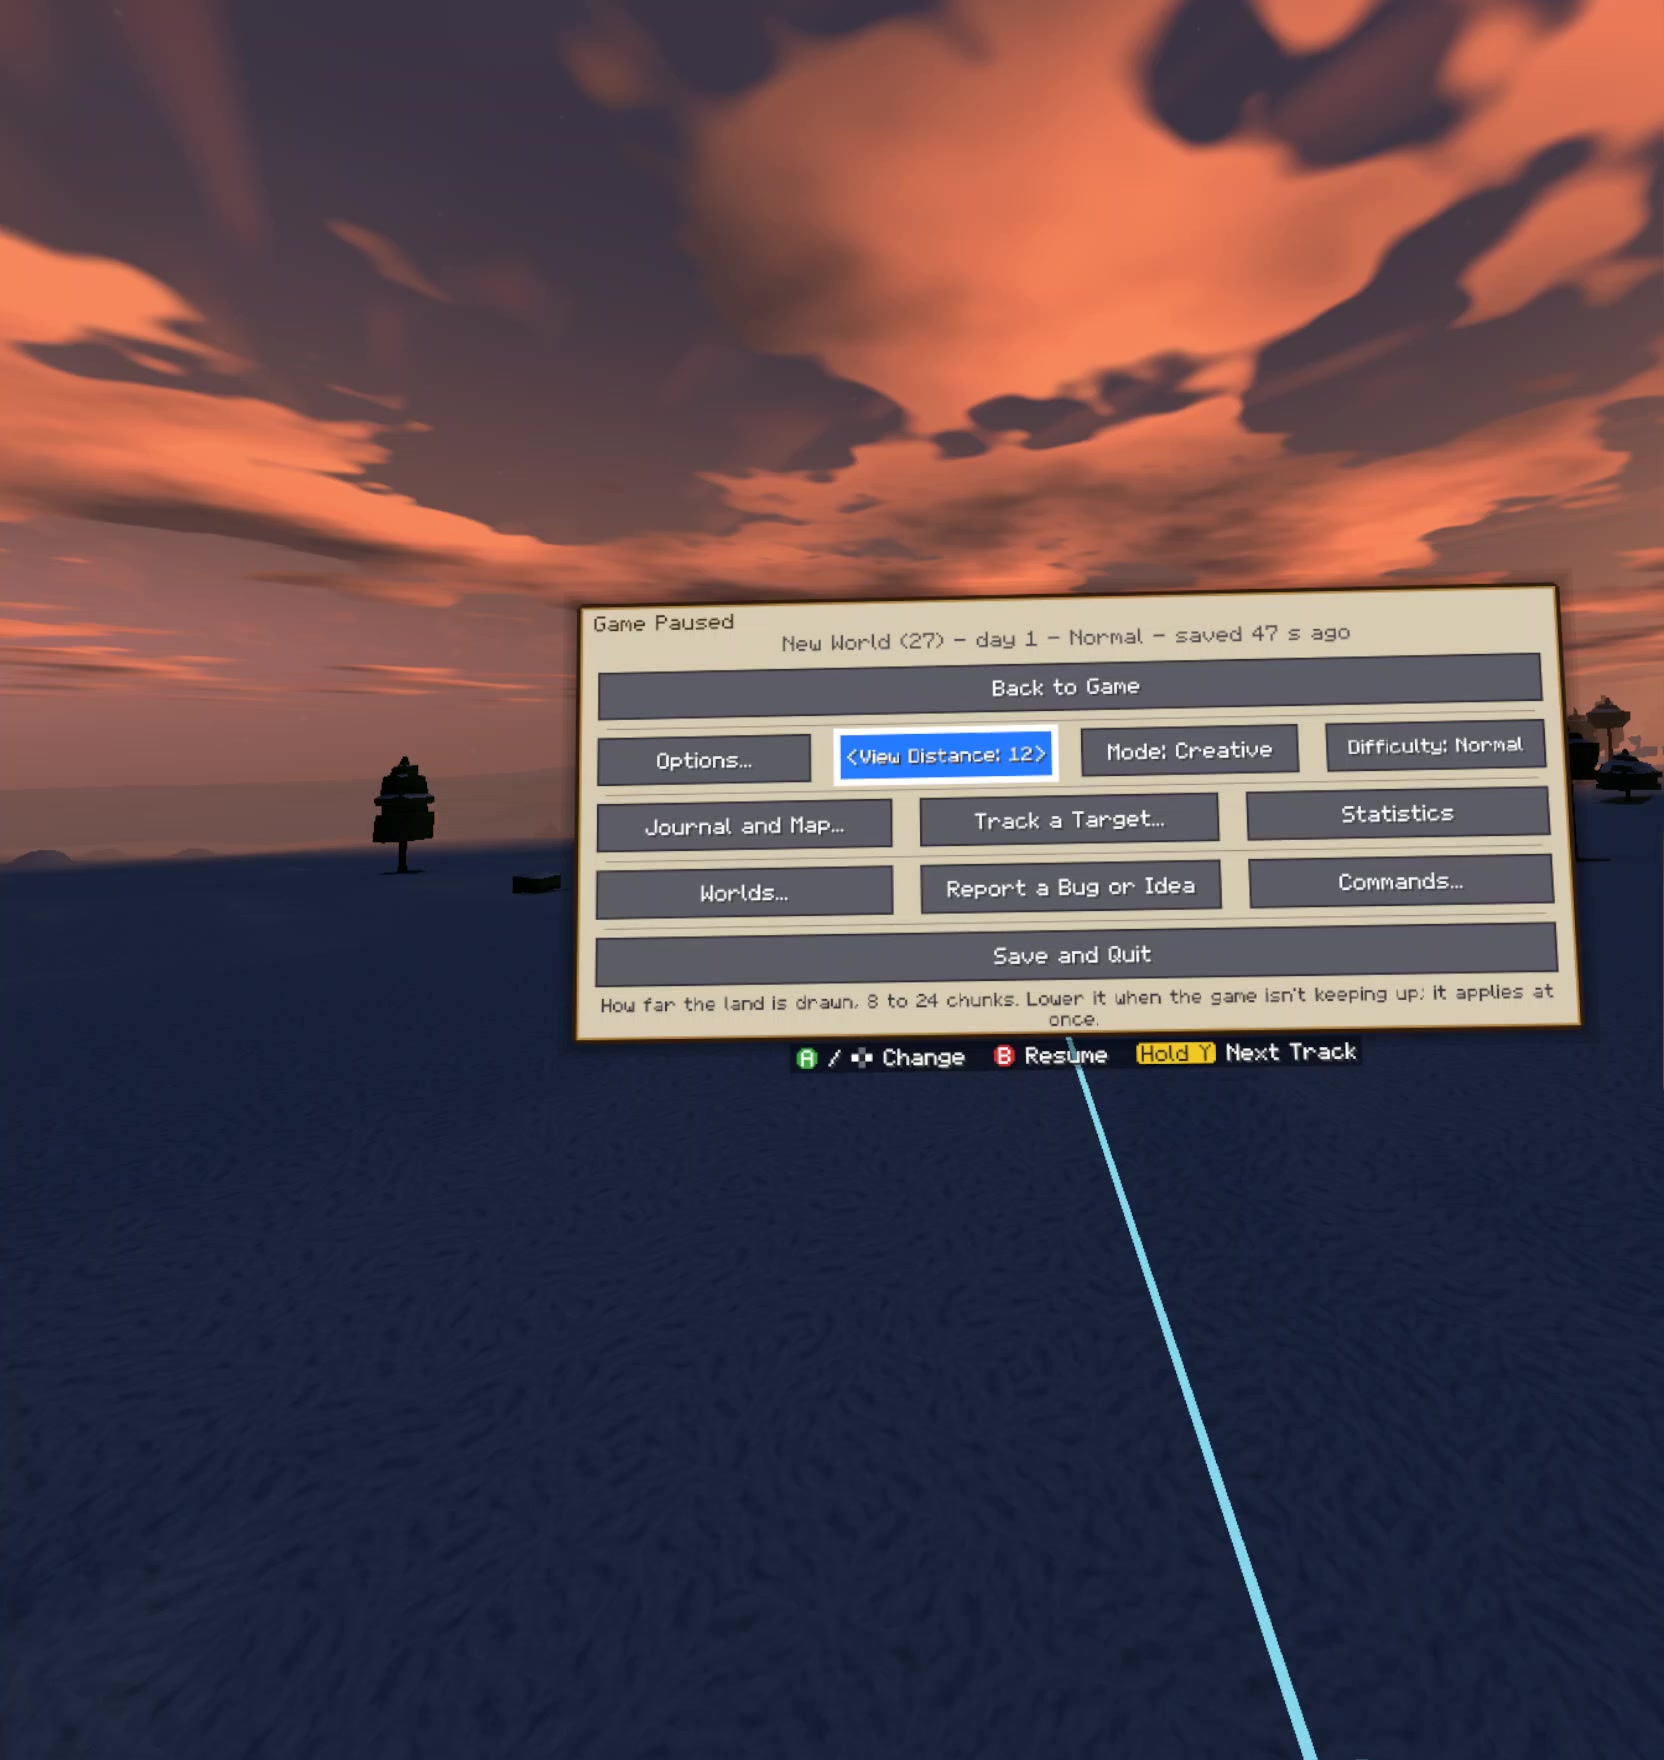 Game Paused
New World (27) - day 1 - Normal - saved 47 s ago
Back to Game
Options...
<View Distance: 12>
Mode: Creative
Difficulty: Normal
Journal and Map...
Track a Target...
Statistics
Worlds...
Report a Bug or Idea
Commands...
Save and Quit
How far the land is drawn, 8 to 24 chunks. Lower it when the game isn't keeping up; it applies at
once.
A / Change B Resume Hold Y Next Track